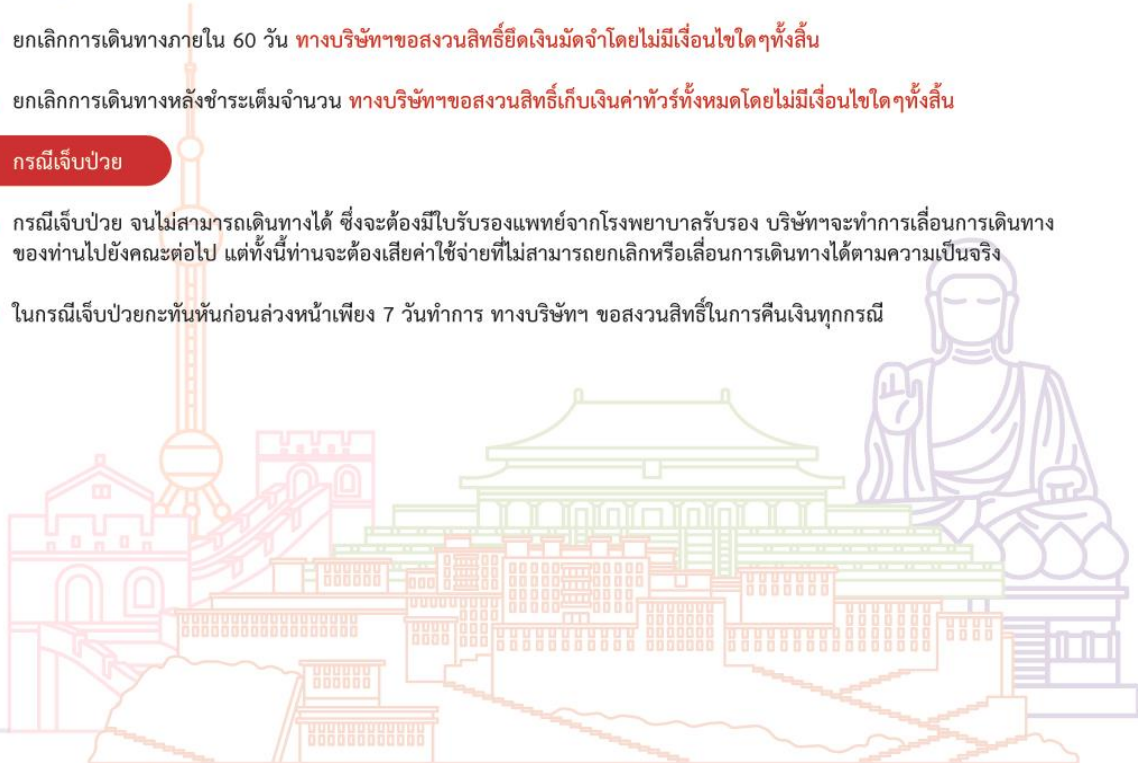 ยกเลิกการเดินทางภายใน 60 วัน ทางบริษัทฯขอสงวนสิทธิ์ยึดเงินมัดจำโดยไม่มีเงื่อนไขใดๆทั้งสิ้น
ยกเลิกการเดินทางหลังชำระเต็มจำนวน ทางบริษัทฯขอสงวนสิทธิ์เก็บเงินค่าทัวร์ทั้งหมดโดยไม่มีเงื่อนไขใดๆทั้งสิ้น
กรณีเจ็บป่วย
กรณีเจ็บป่วย จนไม่สามารถเดินทางได้ ซึ่งจะต้องมีใบรับรองแพทย์จากโรงพยาบาลรับรอง บริษัทฯจะทำการเลื่อนการเดินทาง
ของท่านไปยังคณะต่อไป แต่ทั้งนี้ท่านจะต้องเสียค่าใช้จ่ายที่ไม่สามารถยกเลิกหรือเลื่อนการเดินทางได้ตามความเป็นจริง
ในกรณีเจ็บป่วยกะทันหันก่อนล่วงหน้าเพียง 7 วันทำการ ทางบริษัทฯ ขอสงวนสิทธิ์ในการคืนเงินทุกกรณี